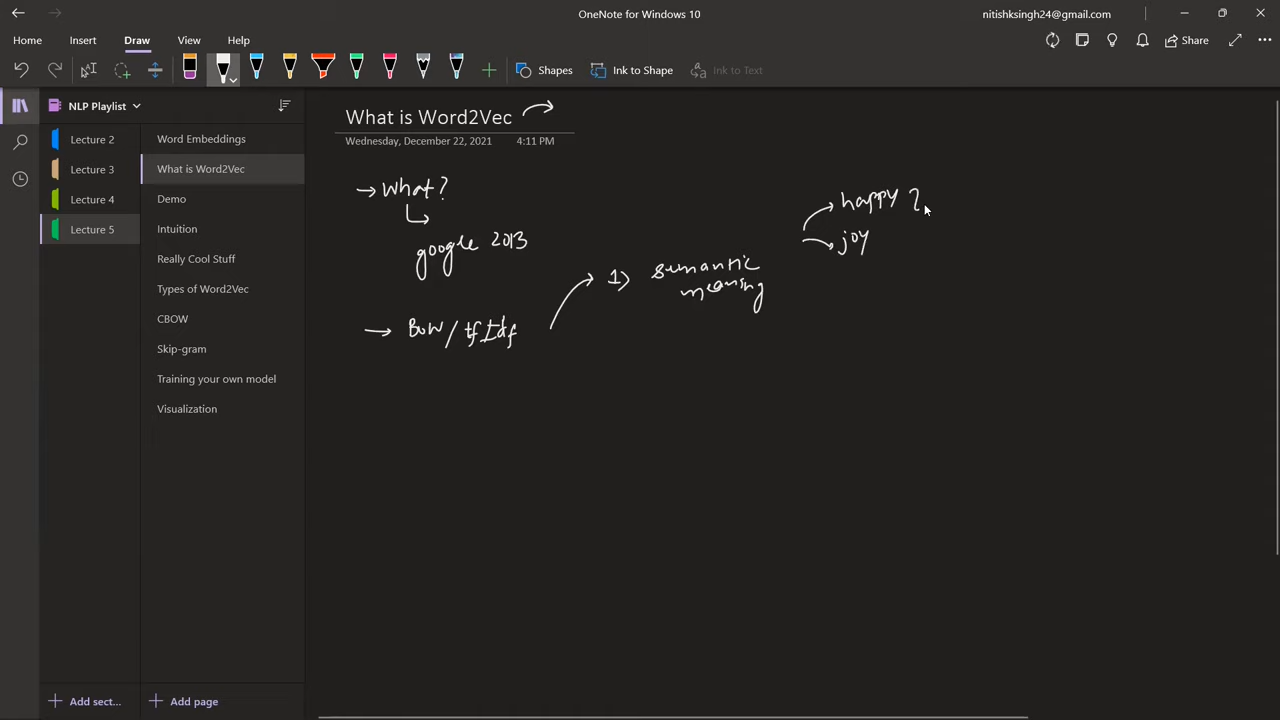 OneNote for Windows 10
nitishksingh24@gmail.com
Home Insert Draw View Help
Share
Shapes
Ink to Shape
Ink to Text
NLP Playlist
Lecture 2
Lecture 3
Lecture 4
Lecture 5
Word Embeddings
What is Word2Vec
Demo
Intuition
Really Cool Stuff
Types of Word2Vec
CBOW
Skip-gram
Training your own model
Visualization
Add sect...
Add page
What is Word2Vec
Wednesday, December 22, 2021 4:11 PM
→ What?
google 2013
→ BOW / tf-Idf
1) semantic
meaning
happy
joy